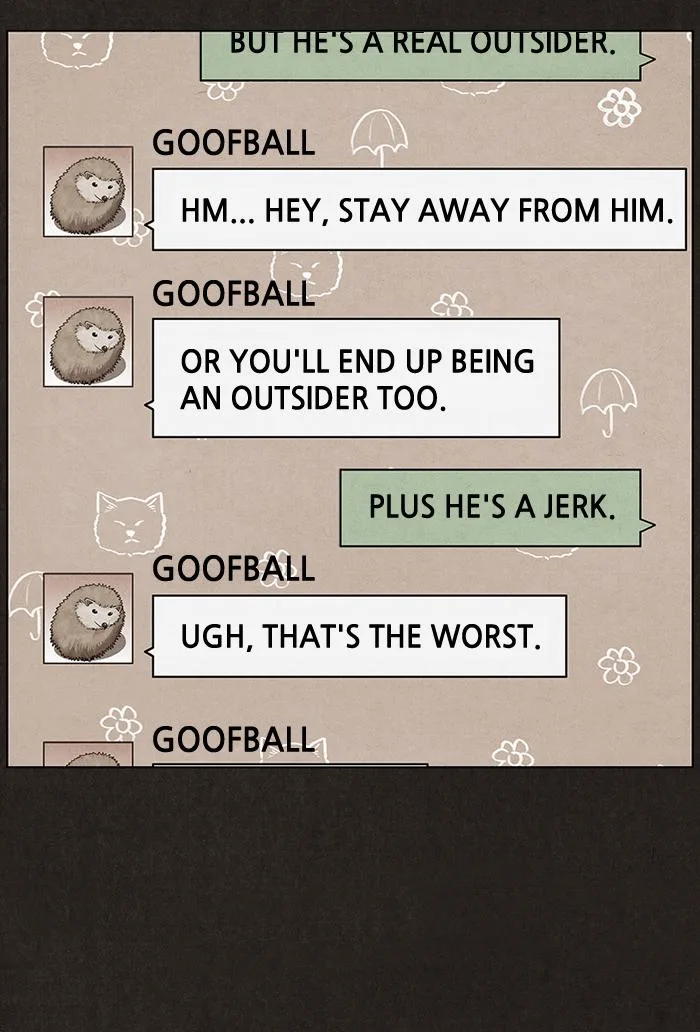 BUT HE'S A REAL OUTSIDER.
GOOFBALL
HM... HEY, STAY AWAY FROM HIM.
GOOFBALL
OR YOU'LL END UP BEING
AN OUTSIDER TOO.
PLUS HE'S A JERK.
GOOFBALL
UGH, THAT'S THE WORST.
GOOFBALL